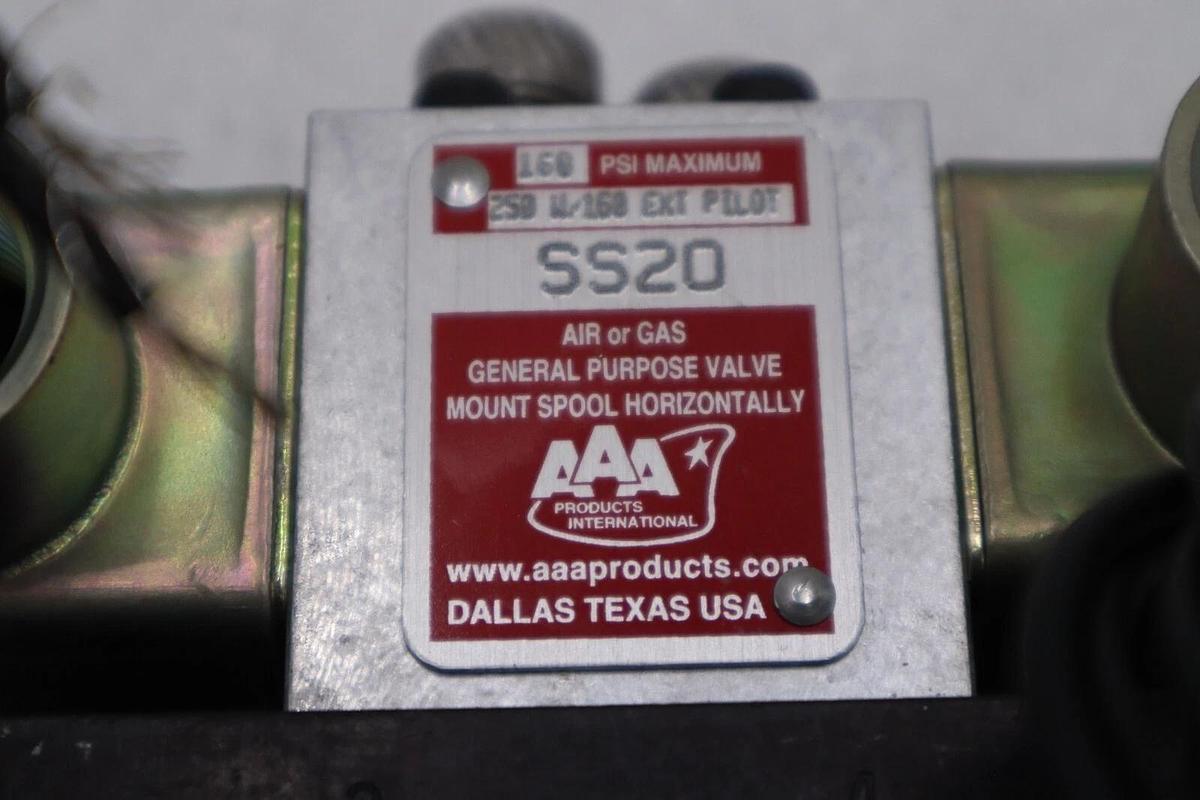 160 PSI MAXIMUM
250 W/160 EXT PILOT
SS20
AIR or GAS
GENERAL PURPOSE VALVE
MOUNT SPOOL HORIZONTALLY
AAA
PRODUCTS
INTERNATIONAL
www.aaaproducts.com
DALLAS TEXAS USA